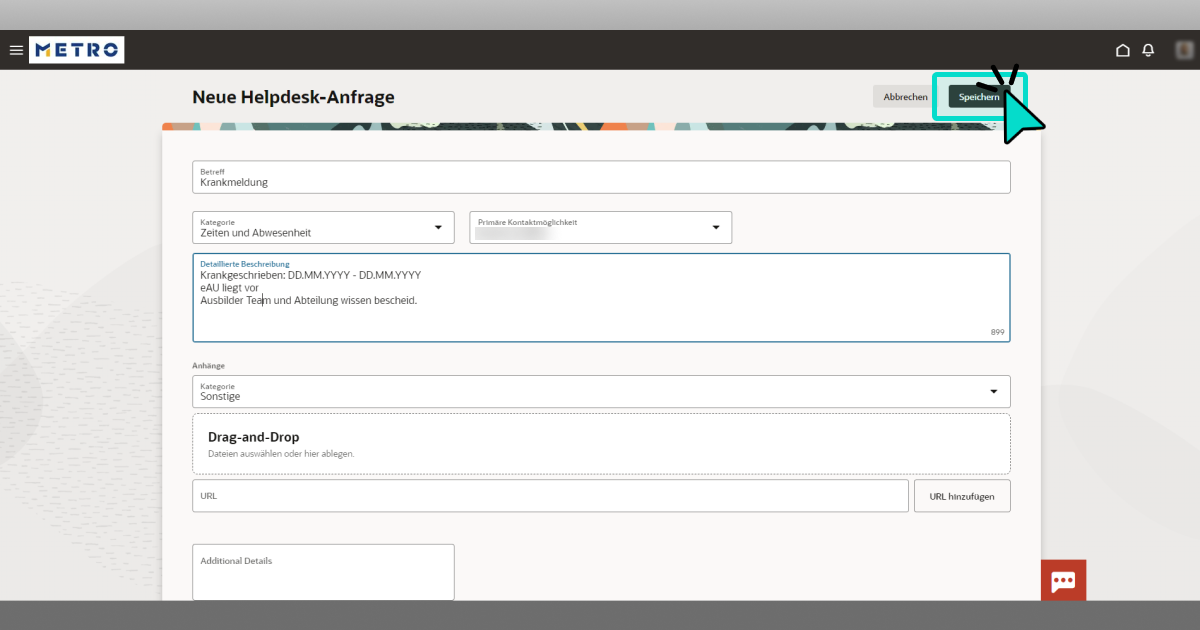 METRO
Neue Helpdesk-Anfrage
Abbrechen
Speichern
Betreff
Krankmeldung
Kategorie
Zeiten und Abwesenheit
Primäre Kontaktmöglichkeit
Detaillierte Beschreibung
Krankgeschrieben: DD.MM.YYYY - DD.MM.YYYY
eAU liegt vor
Ausbilder Team und Abteilung wissen bescheid.
899
Anhänge
Kategorie
Sonstige
Drag-and-Drop
Dateien auswählen oder hier ablegen.
URL
URL hinzufügen
Additional Details